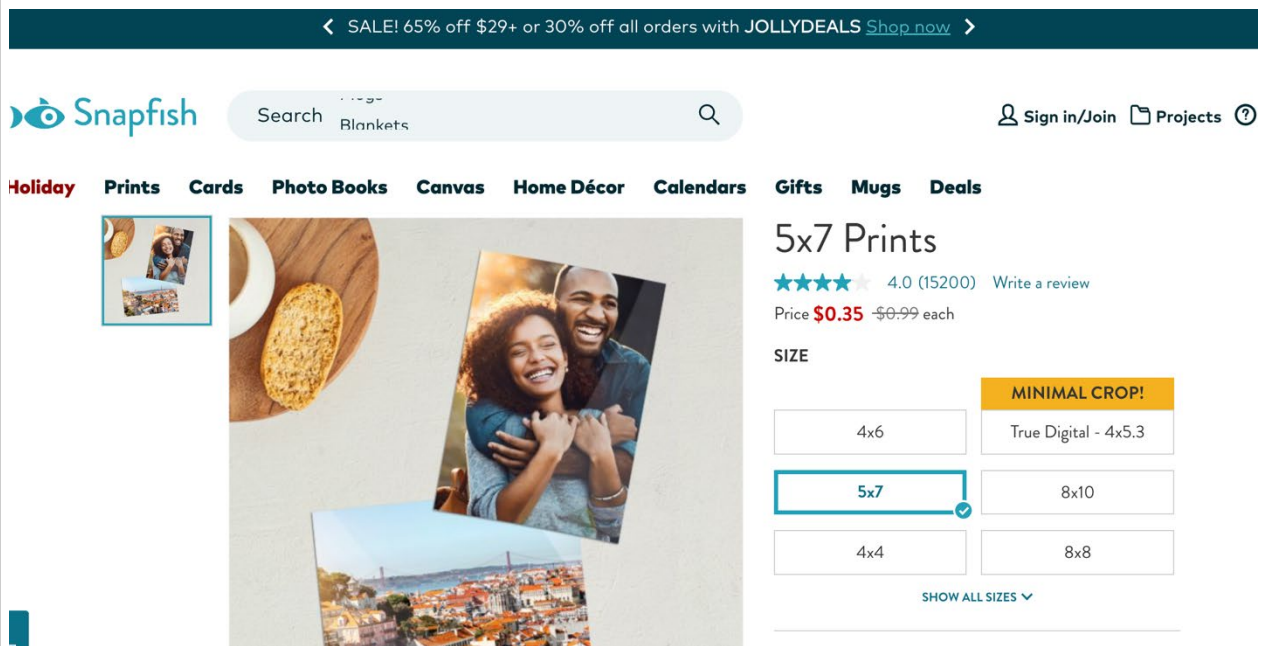 SALE! 65% off $29+ or 30% off all orders with JOLLYDEALS Shop now
Snapfish
Search
Blankets
Sign in/Join
Projects
Holiday Prints Cards Photo Books Canvas Home Décor Calendars Gifts Mugs Deals
5x7 Prints
4.0 (15200) Write a review
Price $0.35 $0.99 each
SIZE
MINIMAL CROP!
4x6
True Digital - 4x5.3
5x7
8x10
4x4
8x8
SHOW ALL SIZES